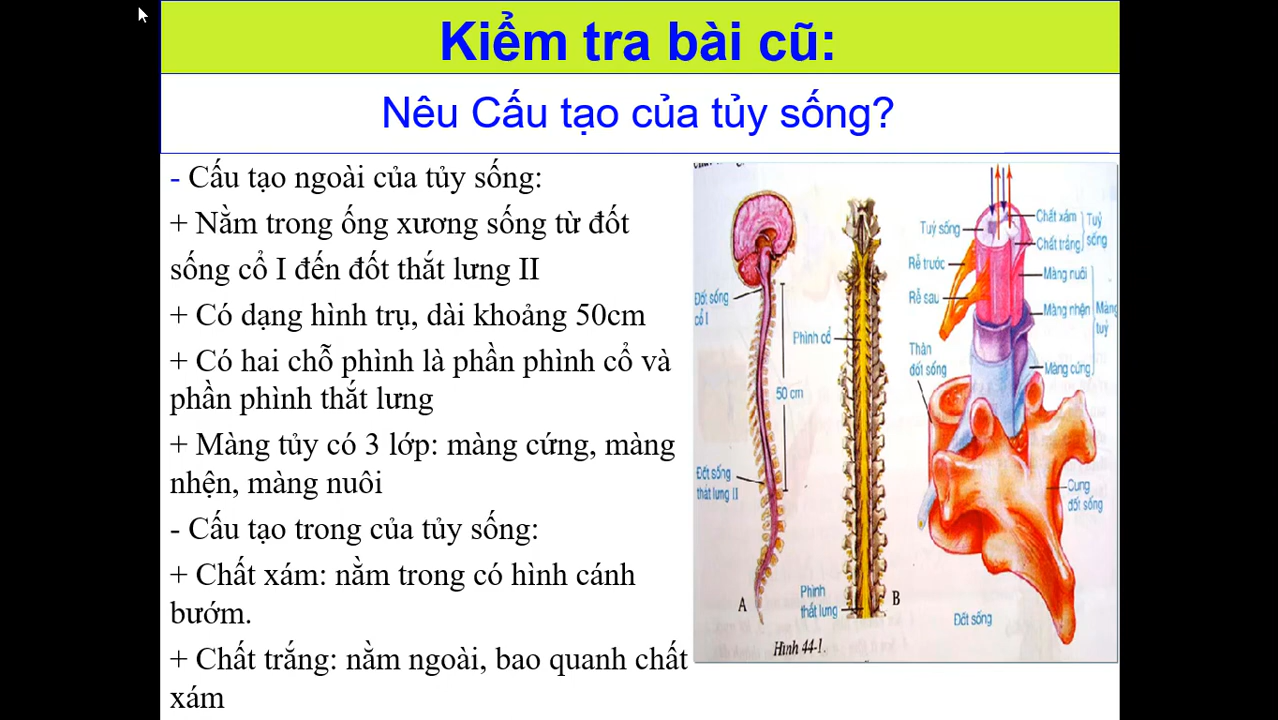 Kiểm tra bài cũ:
Nêu Cấu tạo của tủy sống?
- Cấu tạo ngoài của tủy sống:
+ Nằm trong ống xương sống từ đốt
sống cổ I đến đốt thắt lưng II
+ Có dạng hình trụ, dài khoảng 50cm
+ Có hai chỗ phình là phần phình cổ và
phần phình thắt lưng
+ Màng tủy có 3 lớp: màng cứng, màng
nhện, màng nuôi
- Cấu tạo trong của tủy sống:
+ Chất xám: nằm trong có hình cánh
bướm.
+ Chất trắng: nằm ngoài, bao quanh chất
xám
Đốt sống
cổ I
50 cm
Đốt sống
thắt lưng II
A
Phình cổ
Phình
thắt lưng
B
Hình 44-1.
Tuỷ sống
Rễ trước
Rễ sau
Thân
đốt sống
Chất xám
Chất trắng
Tuỷ
sống
Màng nuôi
Màng nhện
Màng cứng
Màng
tuỷ
Cung
đốt sống
Đốt sống